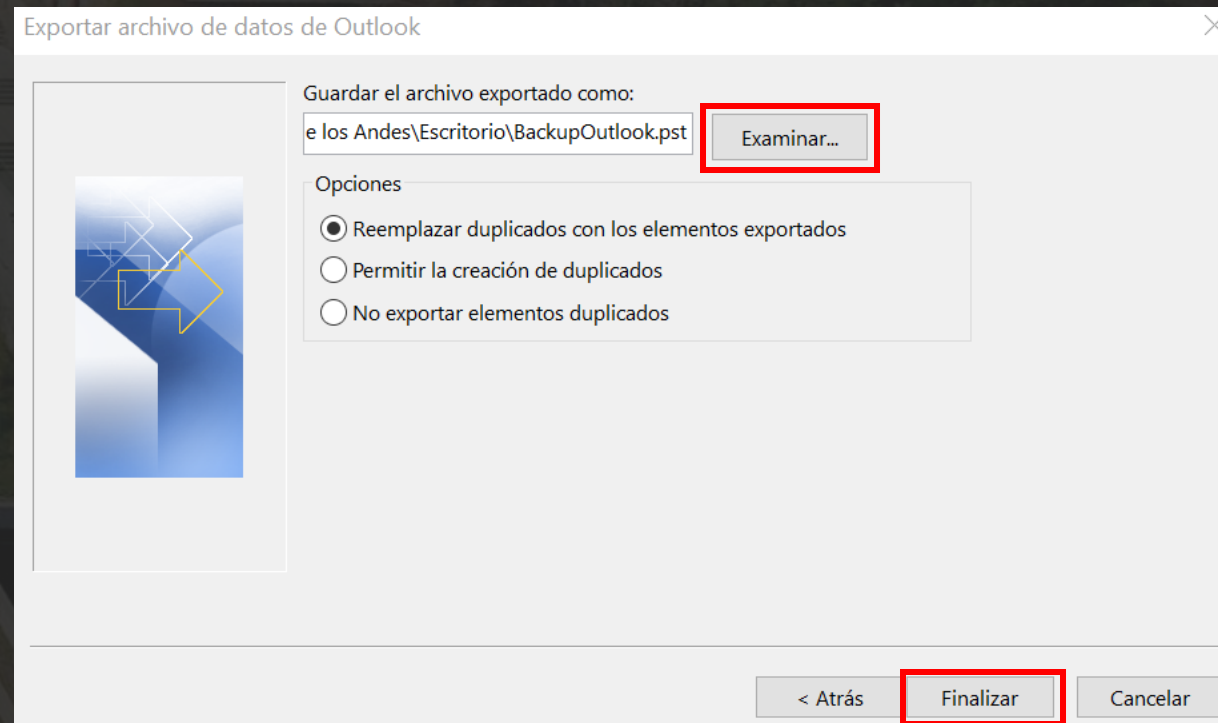 Exportar archivo de datos de Outlook
Guardar el archivo exportado como:
e los Andes\Escritorio\BackupOutlook.pst
Examinar...
Opciones
Reemplazar duplicados con los elementos exportados
Permitir la creación de duplicados
No exportar elementos duplicados
< Atrás
Finalizar
Cancelar